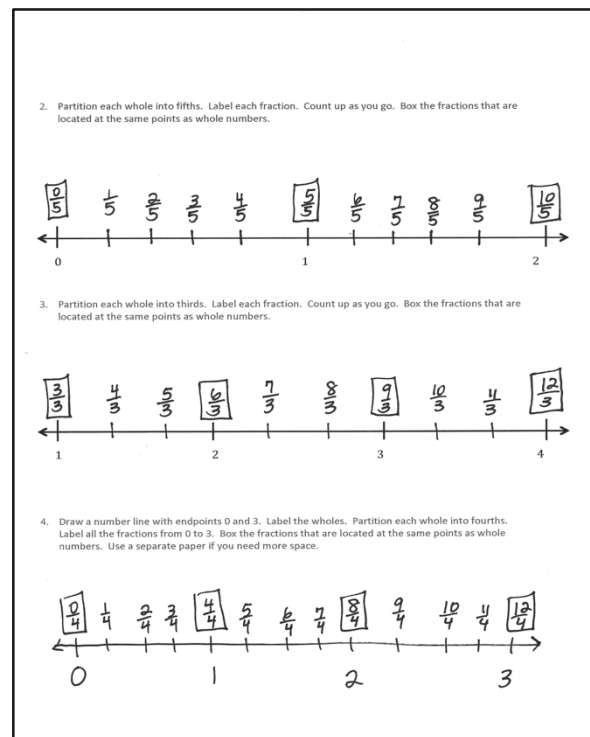 2. Partition each whole into fifths. Label each fraction. Count up as you go. Box the fractions that are
located at the same points as whole numbers.
0/5 1/5 2/5 3/5 4/5 5/5 6/5 7/5 8/5 9/5 10/5
0 1 2
3. Partition each whole into thirds. Label each fraction. Count up as you go. Box the fractions that are
located at the same points as whole numbers.
3/3 4/3 5/3 6/3 7/3 8/3 9/3 10/3 11/3 12/3
1 2 3 4
4. Draw a number line with endpoints 0 and 3. Label the wholes. Partition each whole into fourths.
Label all the fractions from 0 to 3. Box the fractions that are located at the same points as whole
numbers. Use a separate paper if you need more space.
0/4 1/4 2/4 3/4 4/4 5/4 6/4 7/4 8/4 9/4 10/4 11/4 12/4
0 1 2 3